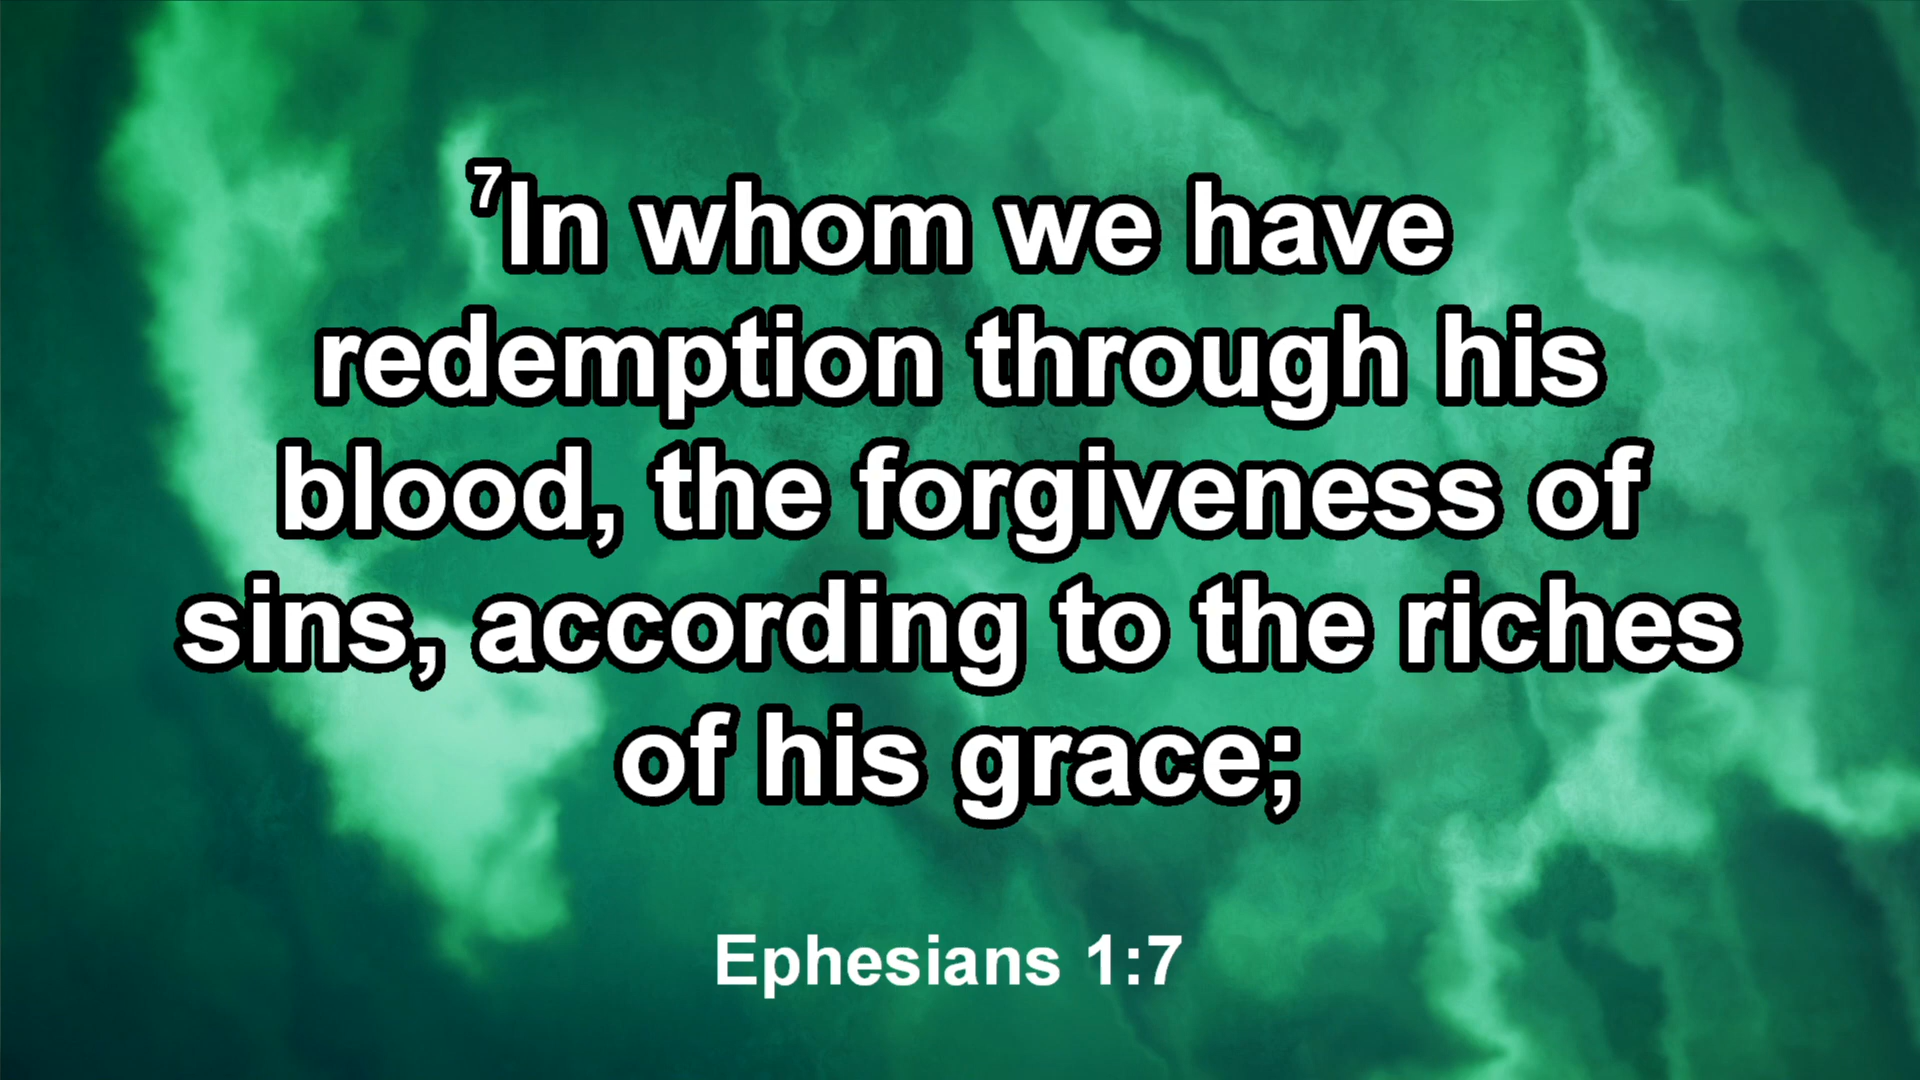 ⁷In whom we have
redemption through his
blood, the forgiveness of
sins, according to the riches
of his grace;
Ephesians 1:7